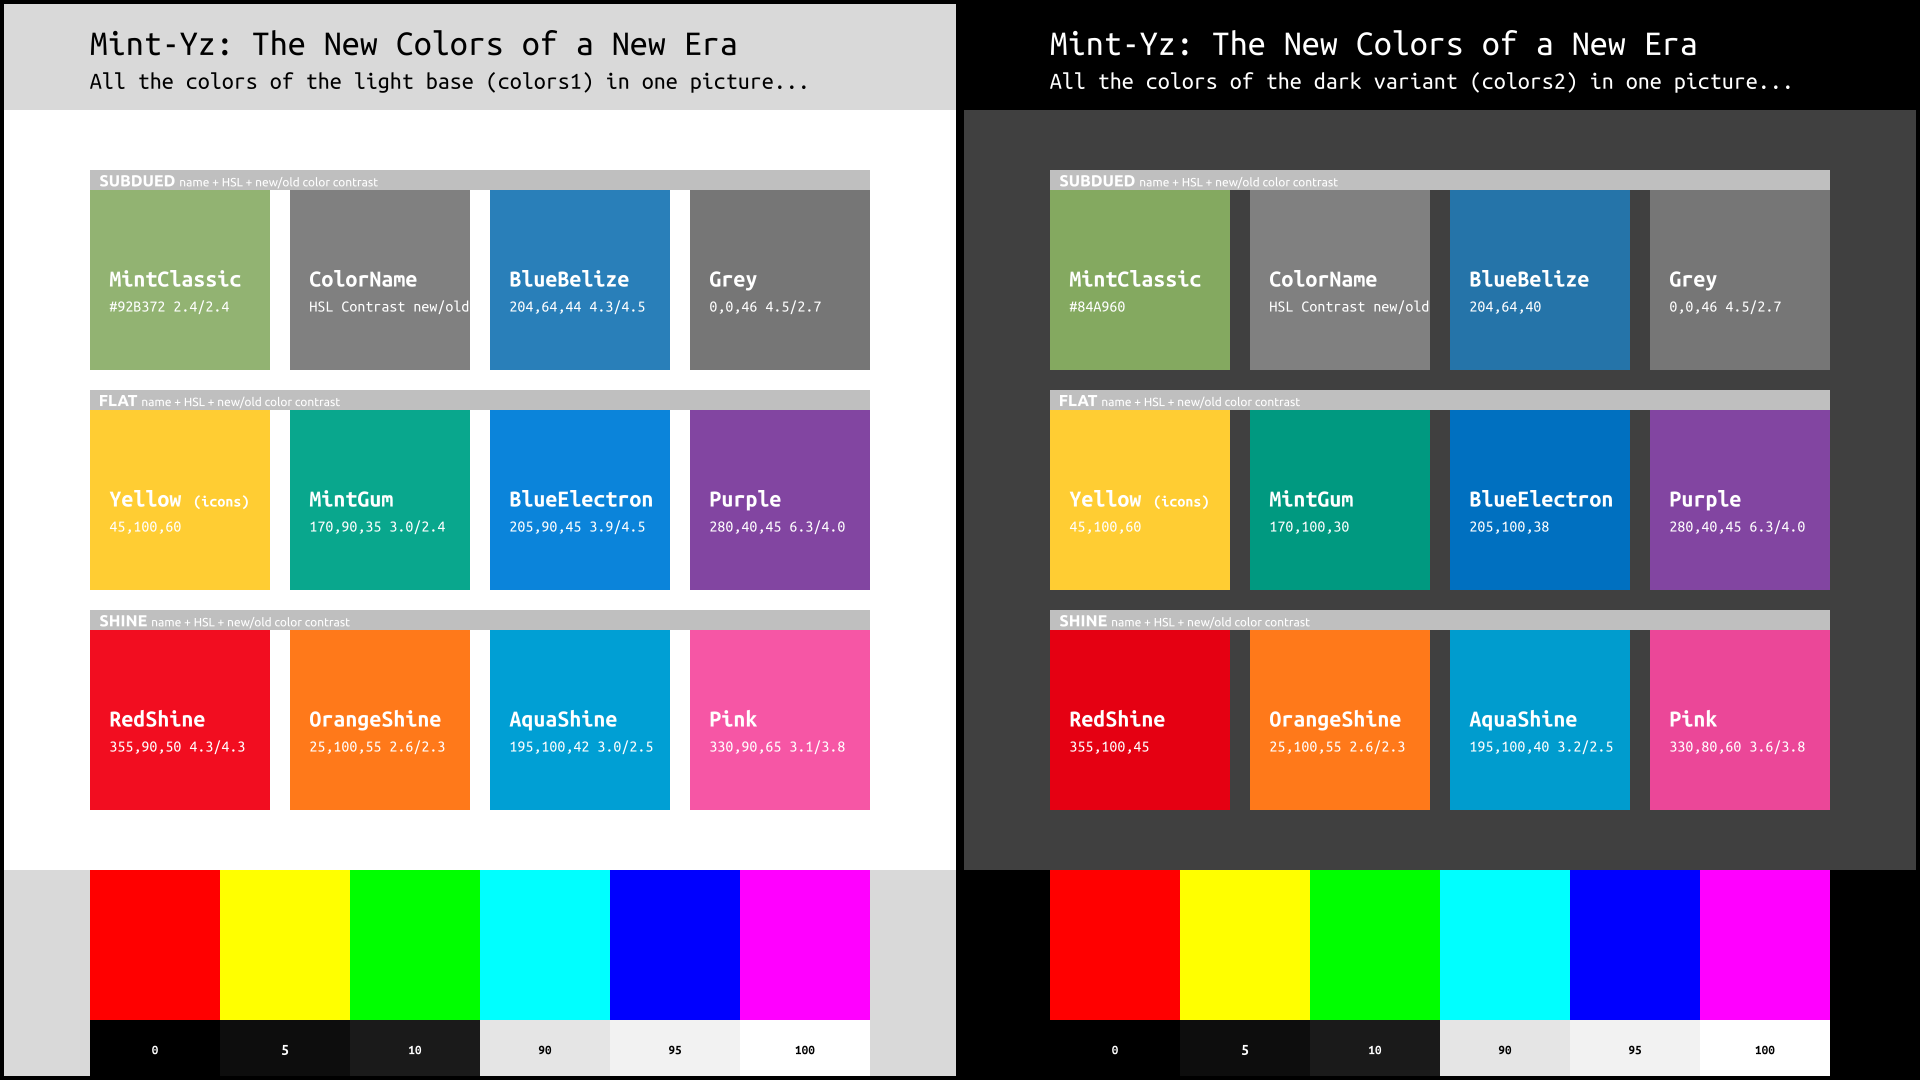 Mint-Yz: The New Colors of a New Era
All the colors of the light base (colors1) in one picture...
SUBDUED name + HSL + new/old color contrast
MintClassic
#92B372 2.4/2.4
ColorName
HSL Contrast new/old
BlueBelize
204,64,44 4.3/4.5
Grey
0,0,46 4.5/2.7
FLAT name + HSL + new/old color contrast
Yellow (icons)
45,100,60
MintGum
170,90,35 3.0/2.4
BlueElectron
205,90,45 3.9/4.5
Purple
280,40,45 6.3/4.0
SHINE name + HSL + new/old color contrast
RedShine
355,90,50 4.3/4.3
OrangeShine
25,100,55 2.6/2.3
AquaShine
195,100,42 3.0/2.5
Pink
330,90,65 3.1/3.8
0
5
10
90
95
100
Mint-Yz: The New Colors of a New Era
All the colors of the dark variant (colors2) in one picture...
SUBDUED name + HSL + new/old color contrast
MintClassic
#84A960
ColorName
HSL Contrast new/old
BlueBelize
204,64,40
Grey
0,0,46 4.5/2.7
FLAT name + HSL + new/old color contrast
Yellow (icons)
45,100,60
MintGum
170,100,30
BlueElectron
205,100,38
Purple
280,40,45 6.3/4.0
SHINE name + HSL + new/old color contrast
RedShine
355,100,45
OrangeShine
25,100,55 2.6/2.3
AquaShine
195,100,40 3.2/2.5
Pink
330,80,60 3.6/3.8
0
5
10
90
95
100